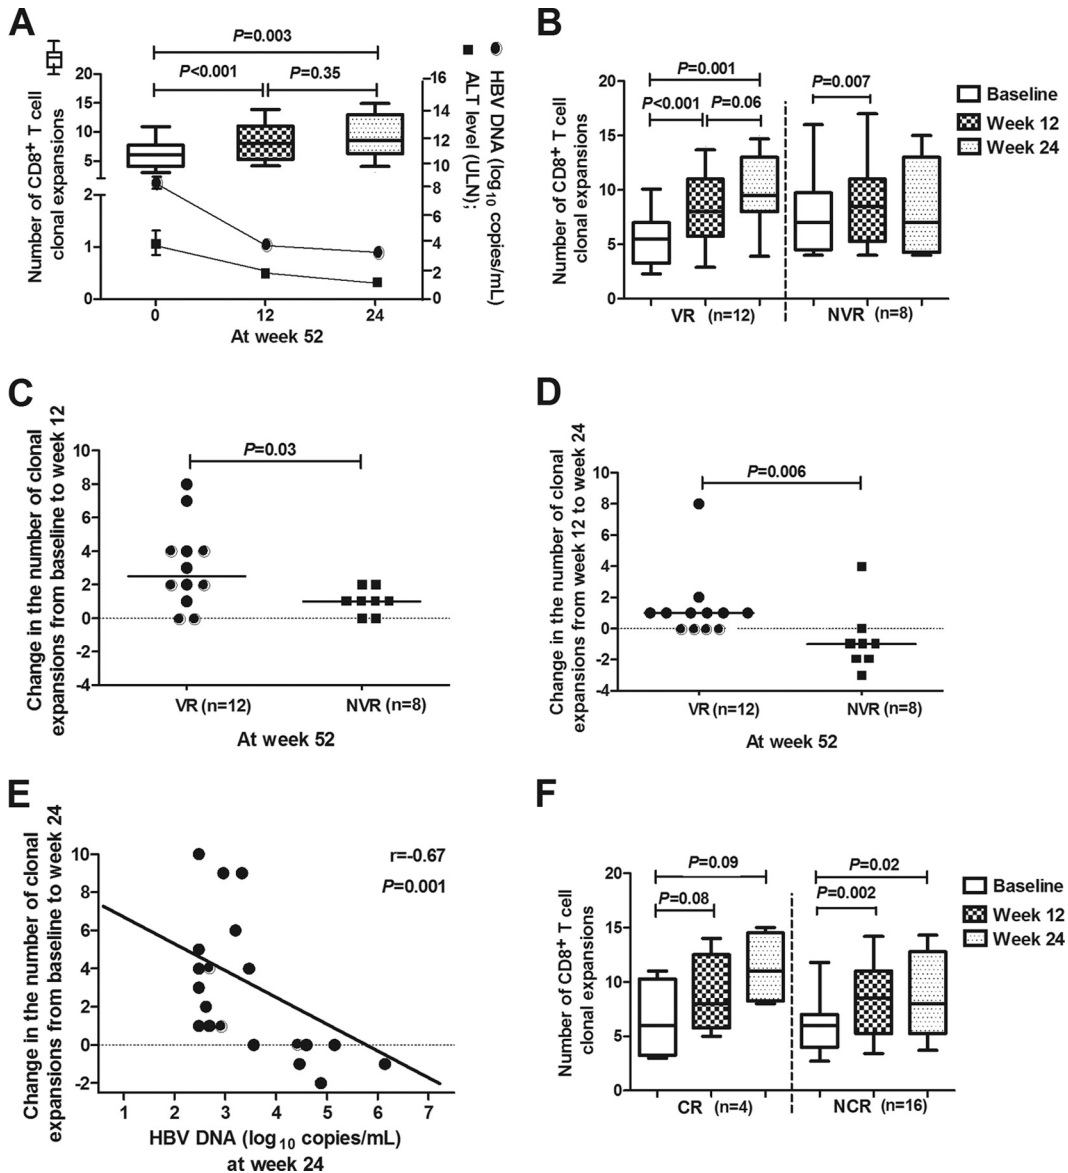 A
P=0.003
P<0.001
P=0.35
Number of CD8+ T cell
clonal expansions
20
15
10
5
2
1
0
16
14
12
10
8
6
4
2
0
ALT level (ULN);
HBV DNA (log10 copies/mL)
0
12
24
At week 52
B
P=0.001
P<0.001
P=0.06
P=0.007
Number of CD8+ T cell
clonal expansions
20
15
10
5
0
VR (n=12)
NVR (n=8)
Baseline
Week 12
Week 24
C
P=0.03
Change in the number of clonal
expansions from baseline to week 12
10
8
6
4
2
0
-2
-4
VR (n=12)
NVR (n=8)
At week 52
D
P=0.006
Change in the number of clonal
expansions from week 12 to week 24
10
8
6
4
2
0
-2
-4
VR (n=12)
NVR (n=8)
At week 52
E
r=-0.67
P=0.001
Change in the number of clonal
expansions from baseline to week 24
10
8
6
4
2
0
-2
1
2
3
4
5
6
7
HBV DNA (log10 copies/mL)
at week 24
F
P=0.09
P=0.08
P=0.02
P=0.002
Number of CD8+ T cell
clonal expansions
20
15
10
5
0
CR (n=4)
NCR (n=16)
Baseline
Week 12
Week 24